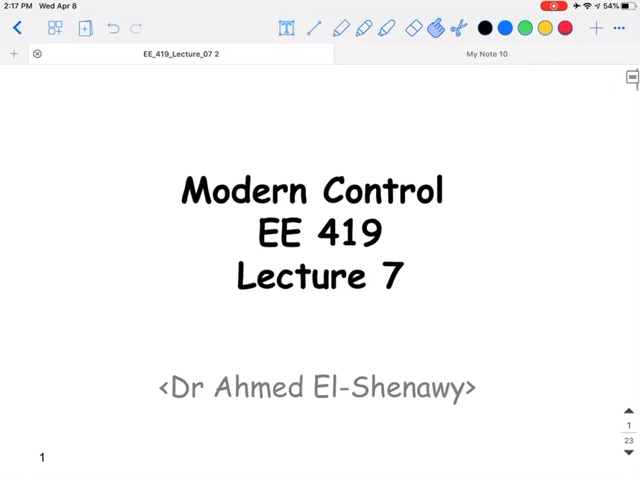 2:17 PM Wed Apr 8
54%
EE_419_Lecture_07 2
My Note 10
Modern Control
EE 419
Lecture 7
<Dr Ahmed El-Shenawy>
1
1
23